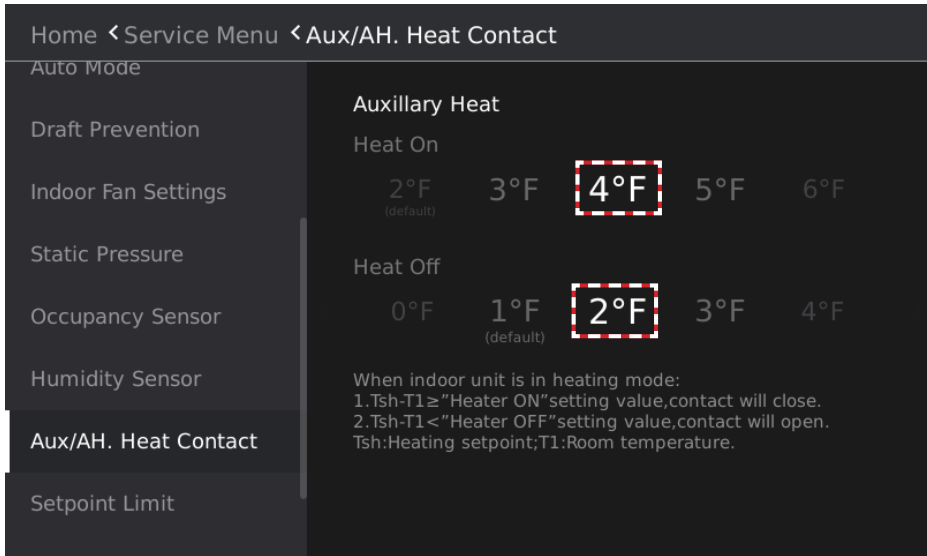 Home < Service Menu < Aux/AH. Heat Contact
Auto Mode
Draft Prevention
Indoor Fan Settings
Static Pressure
Occupancy Sensor
Humidity Sensor
Aux/AH. Heat Contact
Setpoint Limit
Auxillary Heat
Heat On
2°F 3°F 4°F 5°F 6°F
(default)
Heat Off
0°F 1°F 2°F 3°F 4°F
(default)
When indoor unit is in heating mode:
1.Tsh-T1≥”Heater ON”setting value,contact will close.
2.Tsh-T1<”Heater OFF”setting value,contact will open.
Tsh:Heating setpoint;T1:Room temperature.